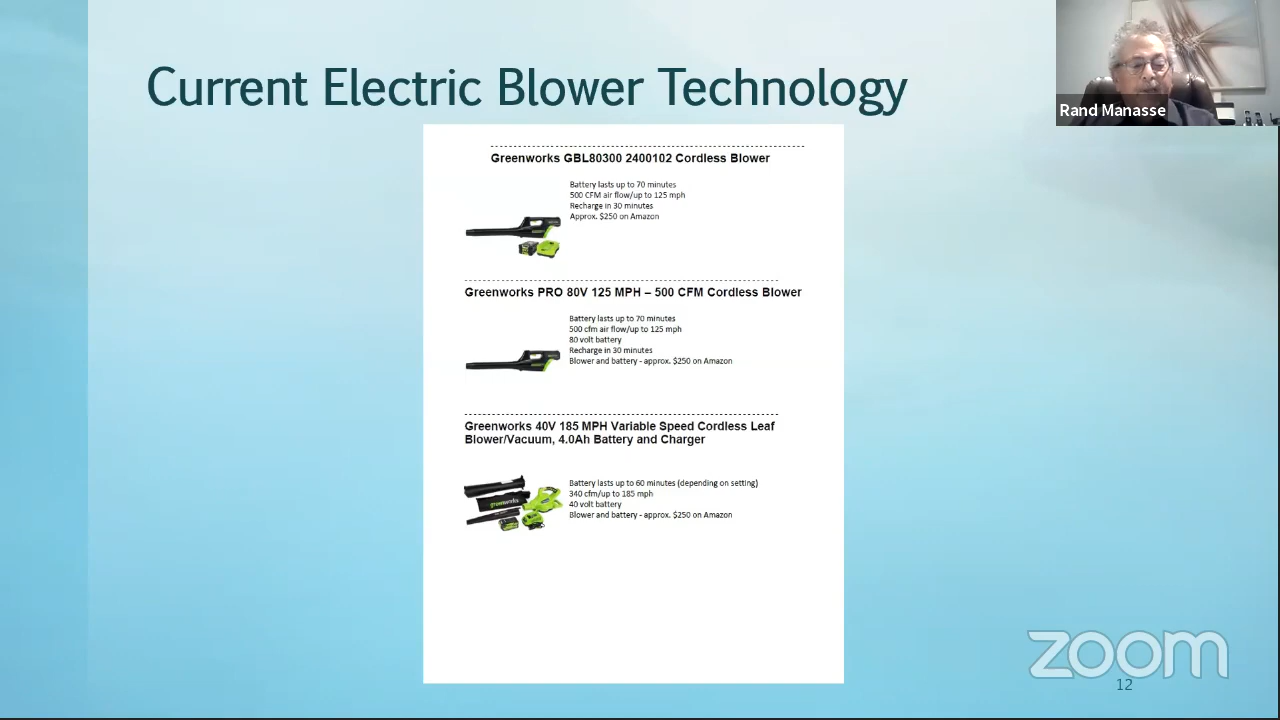 Current Electric Blower Technology
Rand Manasse
Greenworks GBL80300 2400102 Cordless Blower
Battery lasts up to 70 minutes
500 CFM air flow/up to 125 mph
Recharge in 30 minutes
Approx. $250 on Amazon
Greenworks PRO 80V 125 MPH – 500 CFM Cordless Blower
Battery lasts up to 70 minutes
500 cfm air flow/up to 125 mph
80 volt battery
Recharge in 30 minutes
Blower and battery - approx. $250 on Amazon
Greenworks 40V 185 MPH Variable Speed Cordless Leaf
Blower/Vacuum, 4.0Ah Battery and Charger
greenworks
Battery lasts up to 60 minutes (depending on setting)
340 cfm/up to 185 mph
40 volt battery
Blower and battery - approx. $250 on Amazon
zoom
12